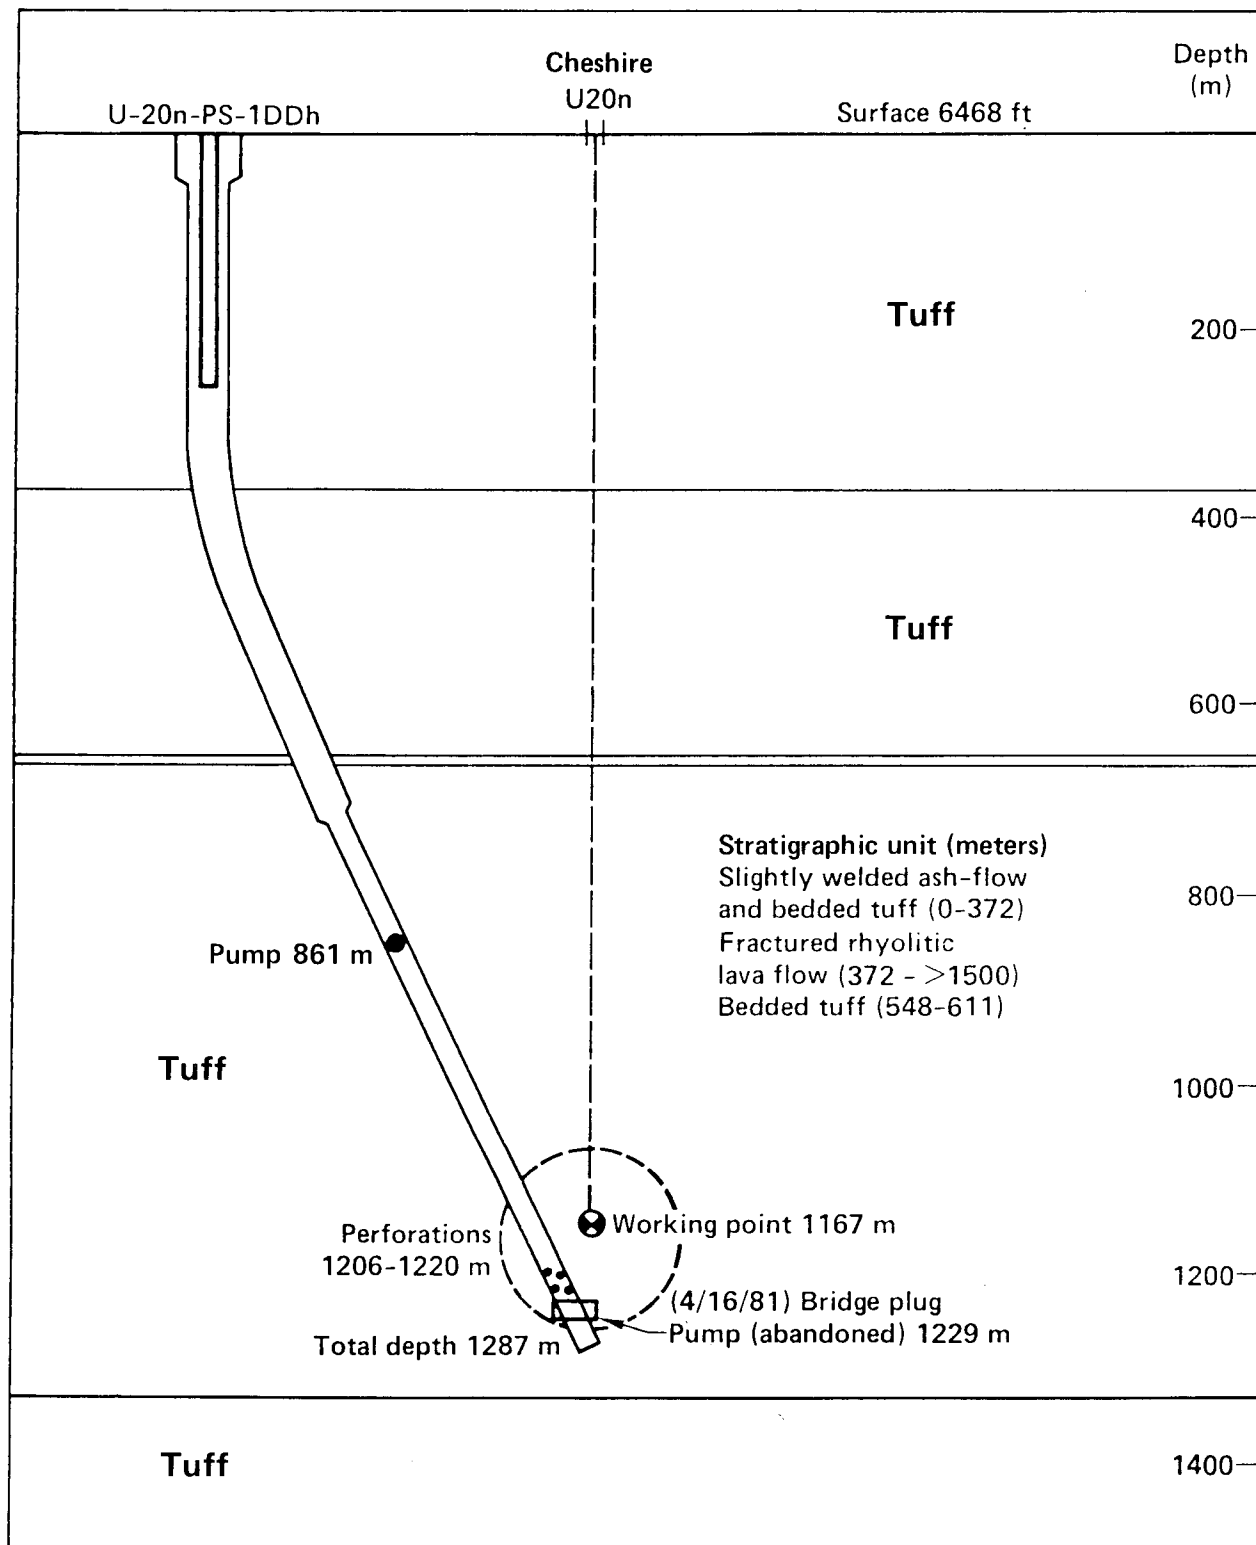 Depth
(m)
Cheshire
U20n
U-20n-PS-1DDh
Surface 6468 ft
Tuff
200
400
Tuff
600
Stratigraphic unit (meters)
Slightly welded ash-flow
and bedded tuff (0-372)
Fractured rhyolitic
lava flow (372 - >1500)
Bedded tuff (548-611)
800
Pump 861 m
Tuff
1000
Working point 1167 m
Perforations
1206-1220 m
1200
(4/16/81) Bridge plug
Pump (abandoned) 1229 m
Total depth 1287 m
Tuff
1400